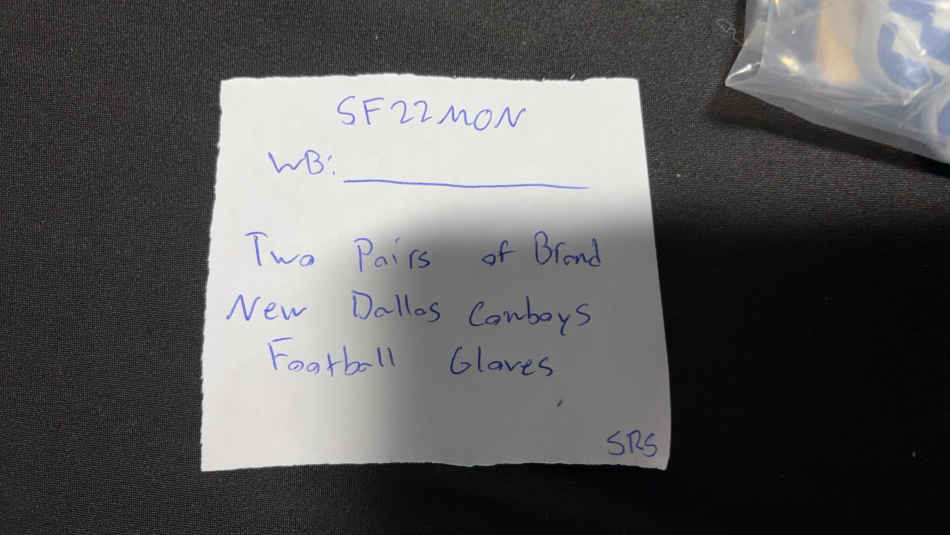 SF22MON
WB:
Two Pairs of Brand
New Dallas Cowboys
Football Gloves
SRS